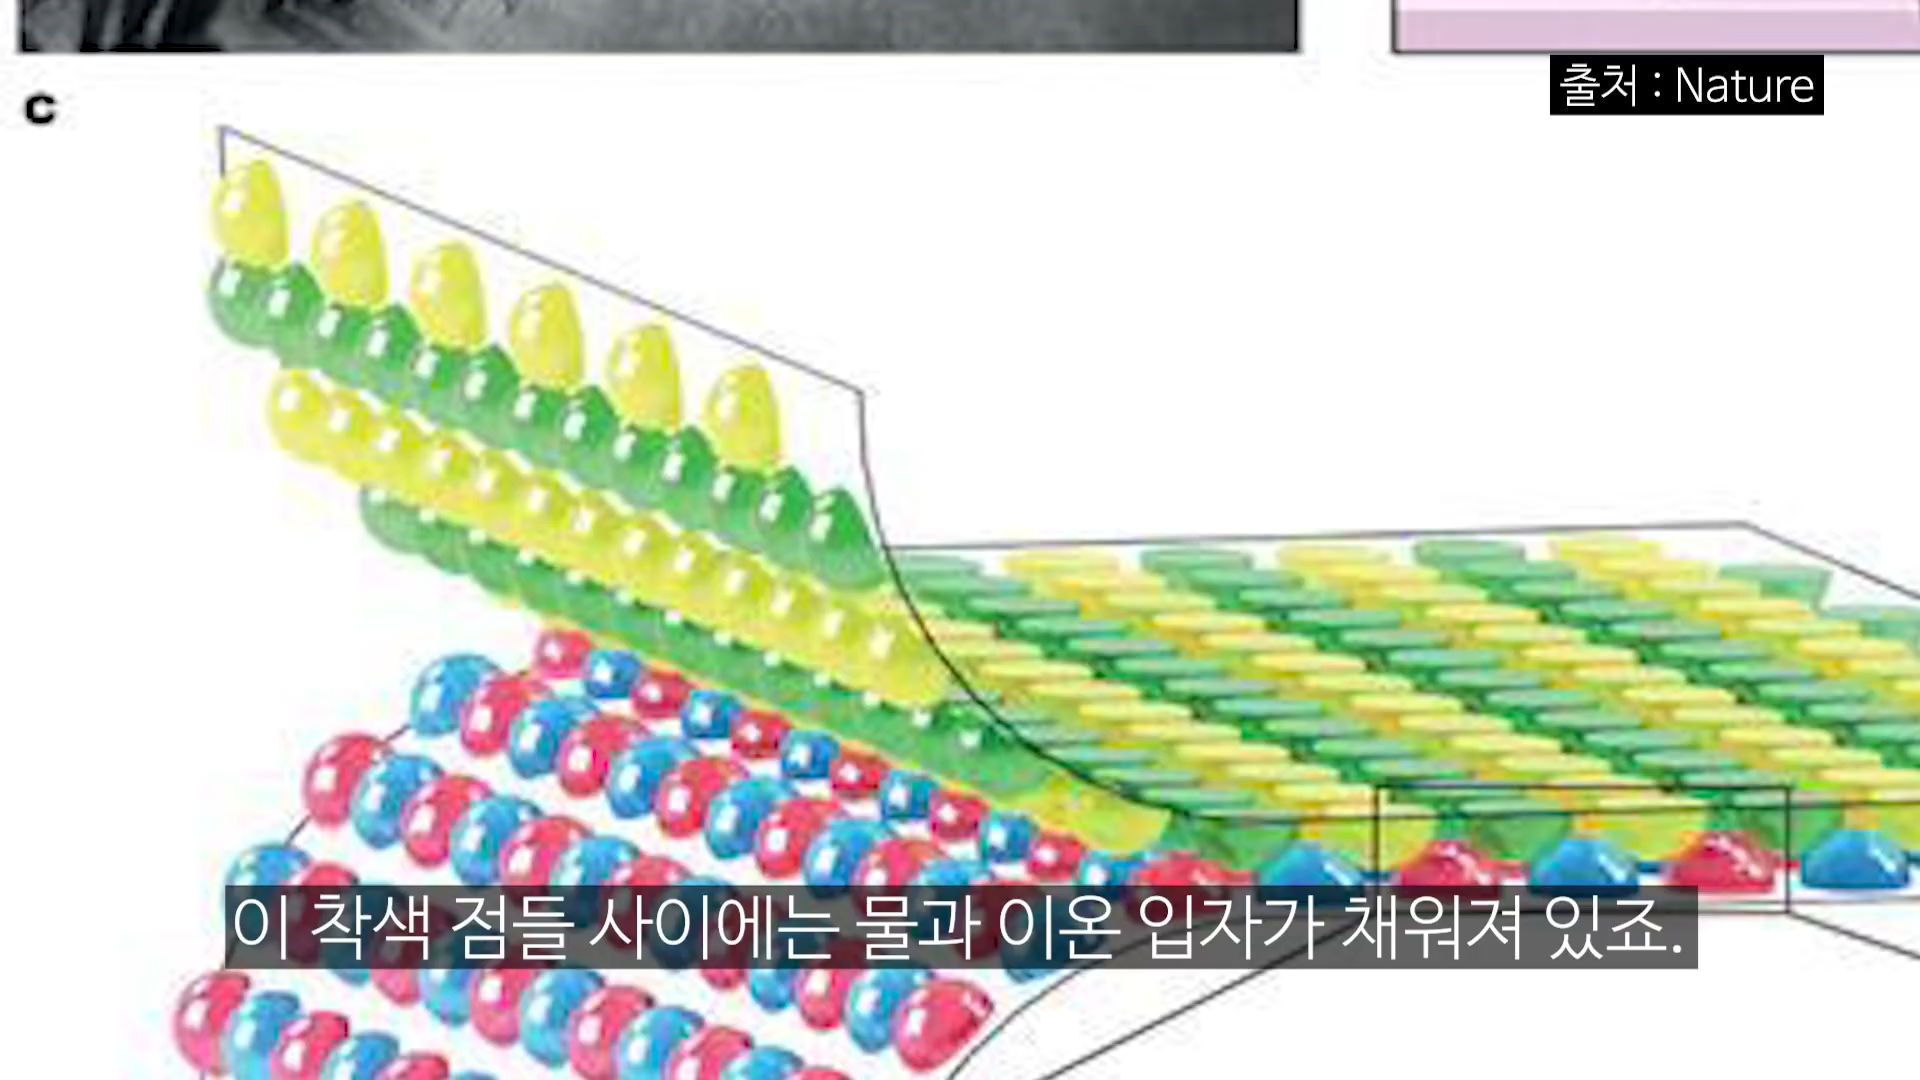 출처 : Nature
c
이 착색 점들 사이에는 물과 이온 입자가 채워져 있죠.